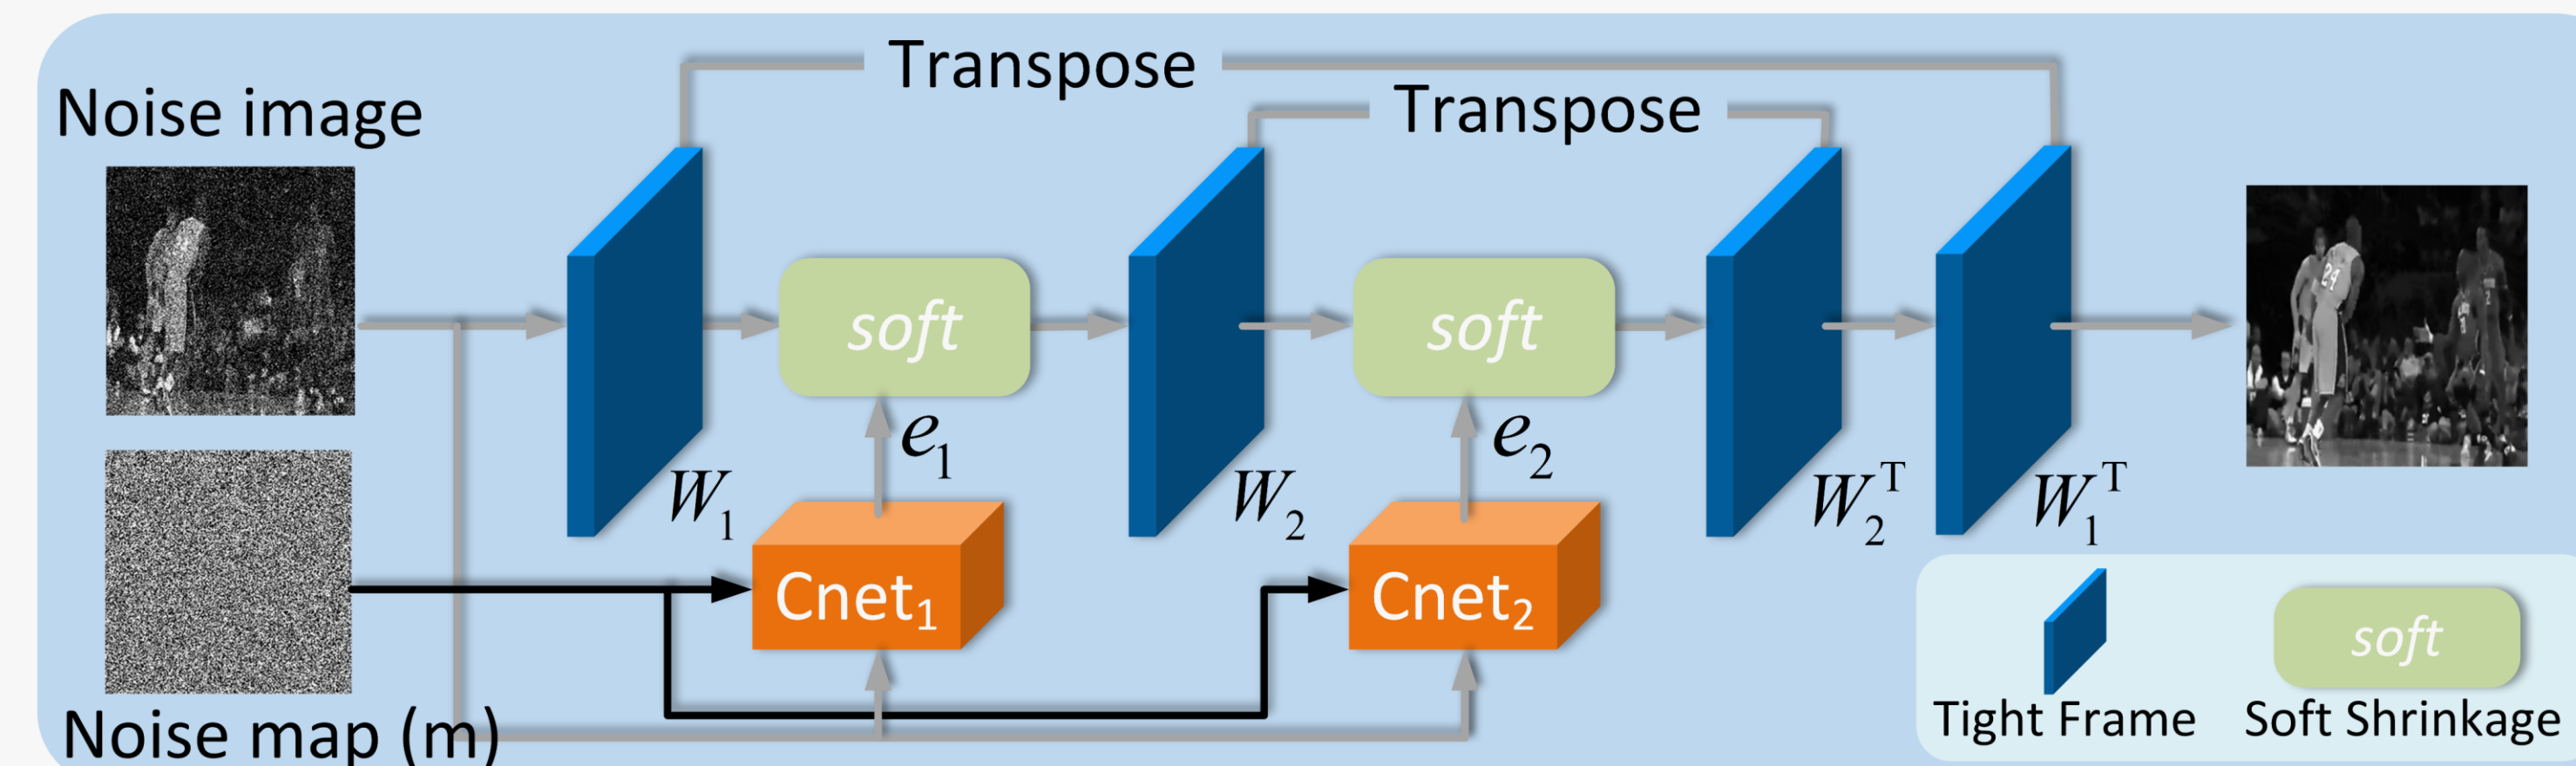 Transpose
Transpose
Noise image
soft
soft
e1
e2
W1
W2
W2T
W1T
Cnet1
Cnet2
Noise map (m)
soft
Tight Frame
Soft Shrinkage
24